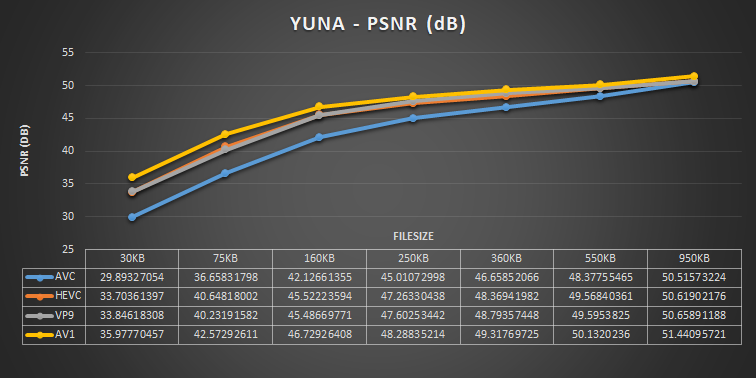 YUNA - PSNR (dB)
55
50
45
40
35
30
25
PSNR (DB)
FILESIZE
30KB 75KB 160KB 250KB 360KB 550KB 950KB
AVC 29.89327054 36.65831798 42.12661355 45.01072998 46.65852066 48.37755465 50.51573224
HEVC 33.70361397 40.64818002 45.52223594 47.26330438 48.36941982 49.56840361 50.61902176
VP9 33.84618308 40.23191582 45.48669771 47.60253442 48.79357448 49.5953825 50.65891188
AV1 35.97770457 42.57292611 46.72926408 48.28835214 49.31769725 50.1320236 51.44095721